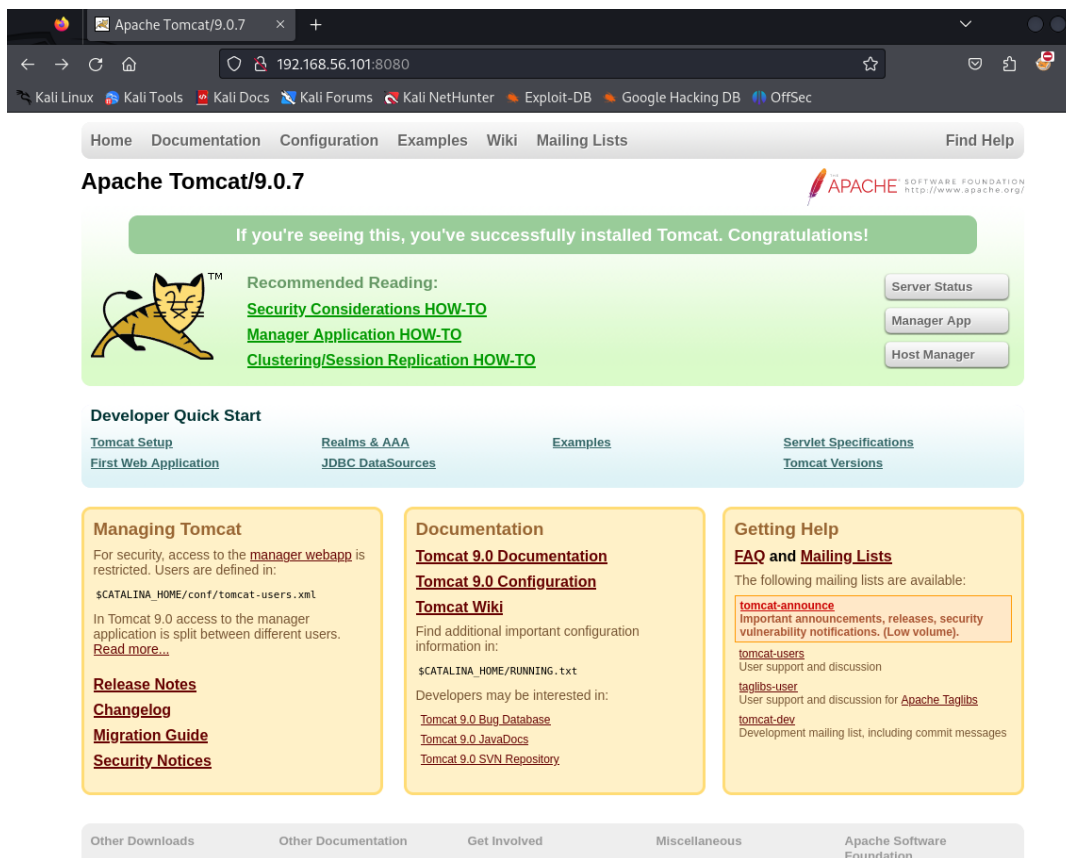 Apache Tomcat/9.0.7
192.168.56.101:8080
Kali Linux Kali Tools Kali Docs Kali Forums Kali NetHunter Exploit-DB Google Hacking DB OffSec
Home Documentation Configuration Examples Wiki Mailing Lists Find Help
Apache Tomcat/9.0.7
THE
APACHE SOFTWARE FOUNDATION
http://www.apache.org/
If you're seeing this, you've successfully installed Tomcat. Congratulations!
TM
Recommended Reading:
Security Considerations HOW-TO
Manager Application HOW-TO
Clustering/Session Replication HOW-TO
Server Status
Manager App
Host Manager
Developer Quick Start
Tomcat Setup
First Web Application
Realms & AAA
JDBC DataSources
Examples
Servlet Specifications
Tomcat Versions
Managing Tomcat
For security, access to the manager webapp is
restricted. Users are defined in:
$CATALINA_HOME/conf/tomcat-users.xml
In Tomcat 9.0 access to the manager
application is split between different users.
Read more...
Release Notes
Changelog
Migration Guide
Security Notices
Documentation
Tomcat 9.0 Documentation
Tomcat 9.0 Configuration
Tomcat Wiki
Find additional important configuration
information in:
$CATALINA_HOME/RUNNING.txt
Developers may be interested in:
Tomcat 9.0 Bug Database
Tomcat 9.0 JavaDocs
Tomcat 9.0 SVN Repository
Getting Help
FAQ and Mailing Lists
The following mailing lists are available:
tomcat-announce
Important announcements, releases, security
vulnerability notifications. (Low volume).
tomcat-users
User support and discussion
taglibs-user
User support and discussion for Apache Taglibs
tomcat-dev
Development mailing list, including commit messages
Other Downloads
Other Documentation
Get Involved
Miscellaneous
Apache Software
Foundation